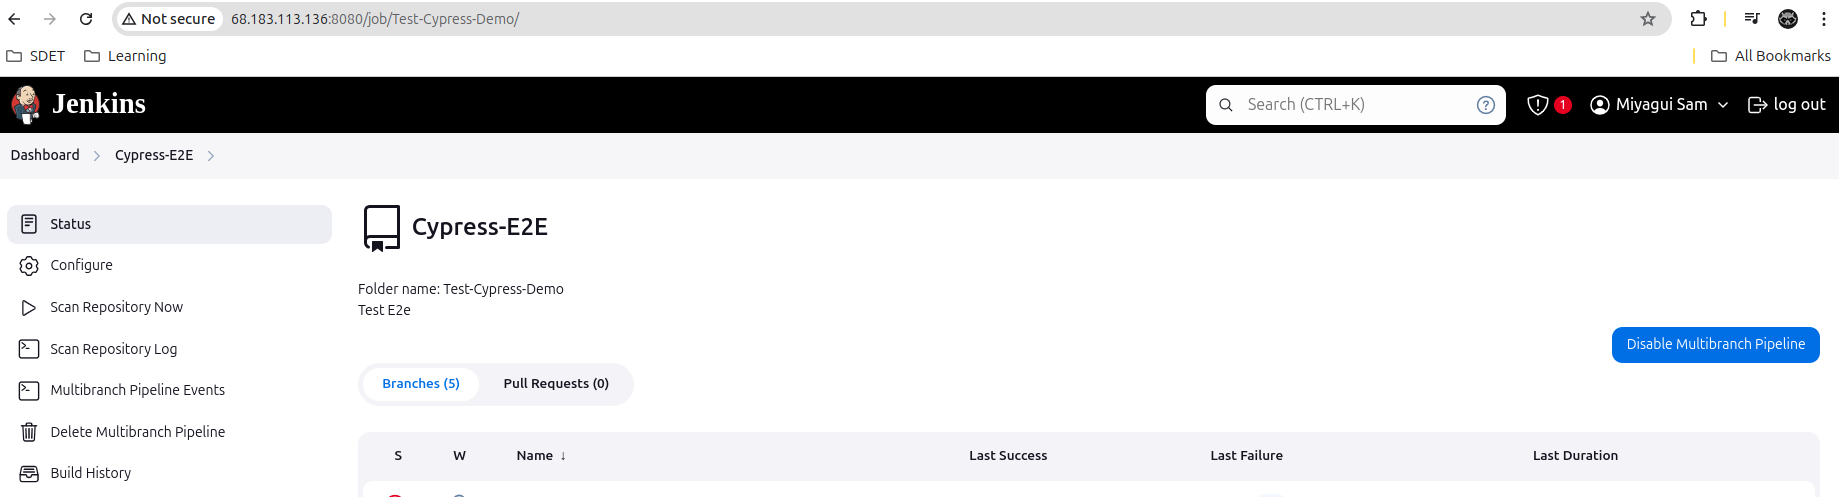 Not secure 68.183.113.136:8080/job/Test-Cypress-Demo/
SDET Learning All Bookmarks
Jenkins Search (CTRL+K) ? 1 Miyagui Sam log out
Dashboard Cypress-E2E
Status
Configure
Scan Repository Now
Scan Repository Log
Multibranch Pipeline Events
Delete Multibranch Pipeline
Build History
Cypress-E2E
Folder name: Test-Cypress-Demo
Test E2e
Disable Multibranch Pipeline
Branches (5) Pull Requests (0)
S W Name ↓ Last Success Last Failure Last Duration